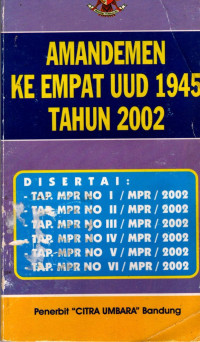 AMANDEMEN
KE EMPAT UUD 1945
TAHUN 2002
DISERTAI :
- TAP. MPR NO I / MPR / 2002
- TAP. MPR NO II / MPR / 2002
- TAP. MPR NO III / MPR / 2002
- TAP. MPR NO IV / MPR / 2002
- TAP. MPR NO V / MPR / 2002
- TAP. MPR NO VI / MPR / 2002
Penerbit "CITRA UMBARA" Bandung